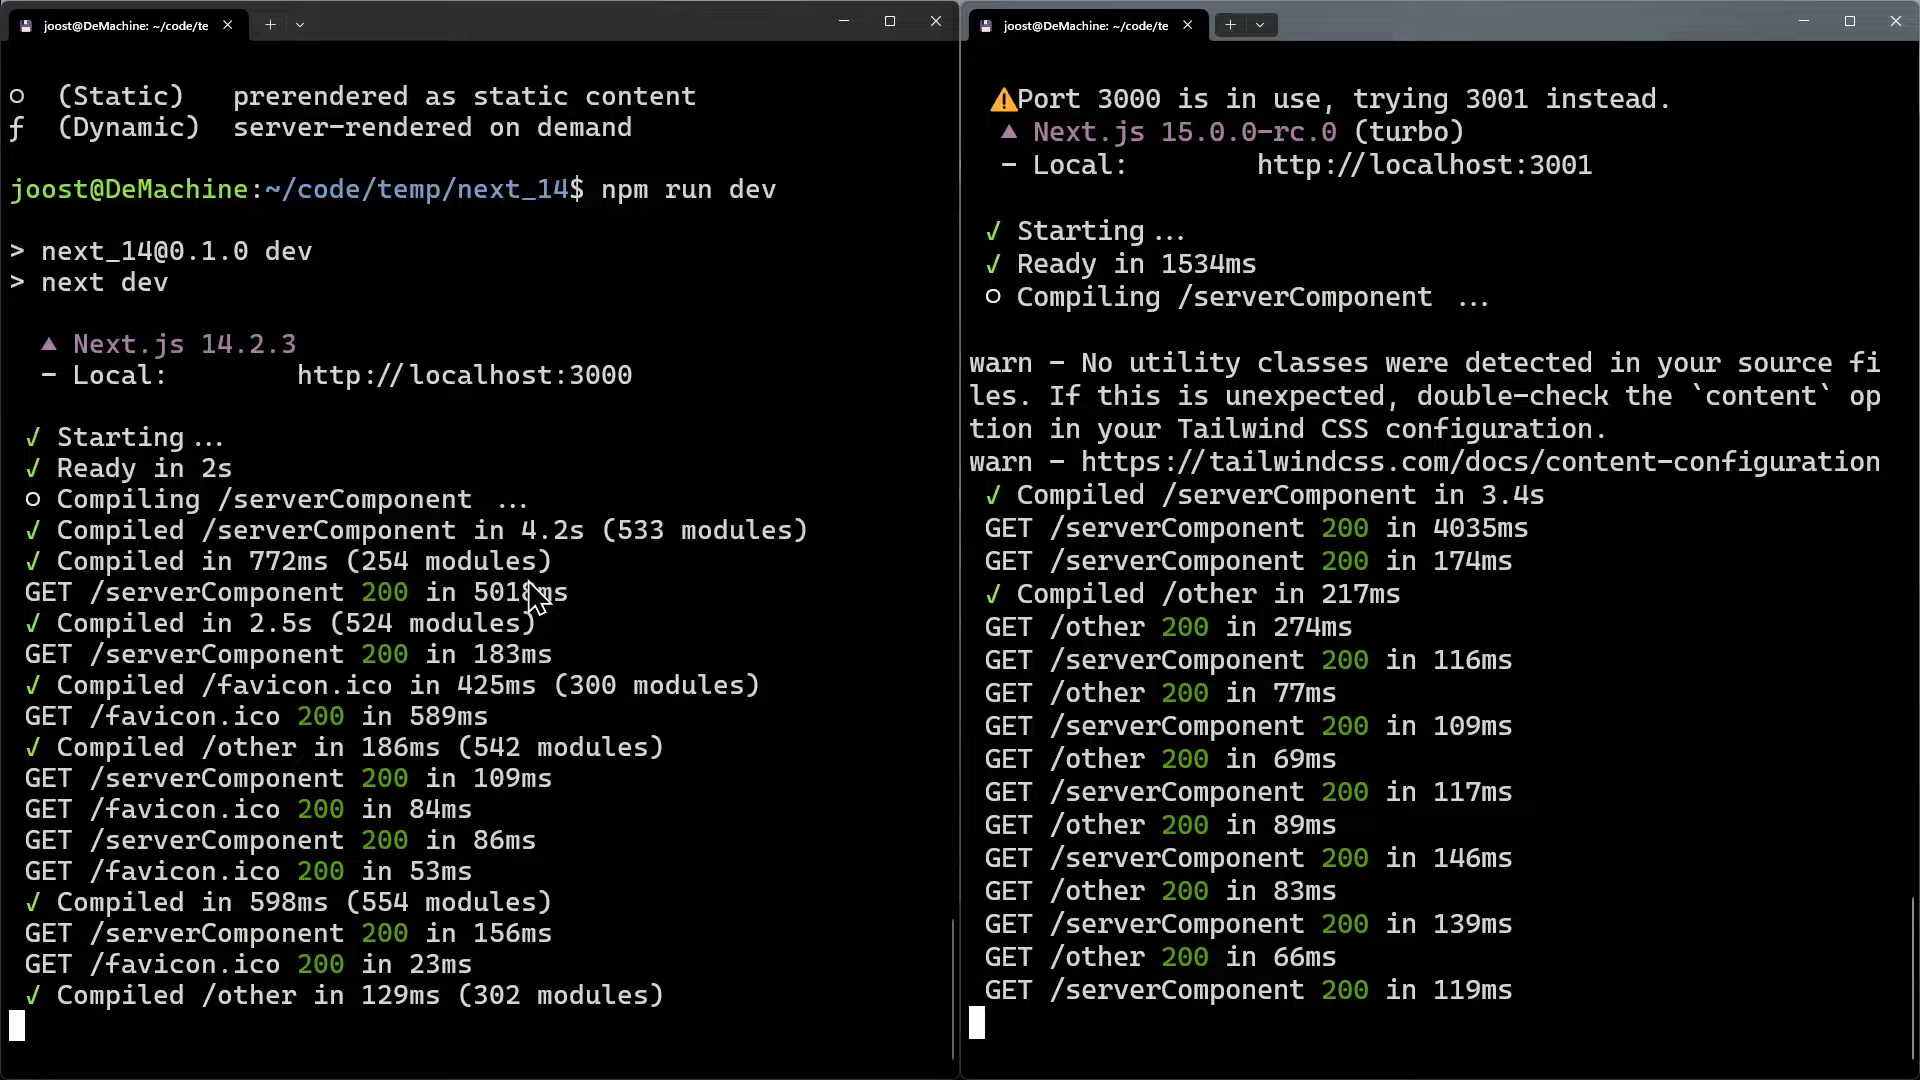 joost@DeMachine: ~/code/te
○ (Static) prerendered as static content
ƒ (Dynamic) server-rendered on demand
joost@DeMachine:~/code/temp/next_14$ npm run dev
> next_14@0.1.0 dev
> next dev
▲ Next.js 14.2.3
- Local: http://localhost:3000
✓ Starting...
✓ Ready in 2s
○ Compiling /serverComponent ...
✓ Compiled /serverComponent in 4.2s (533 modules)
✓ Compiled in 772ms (254 modules)
GET /serverComponent 200 in 5018ms
✓ Compiled in 2.5s (524 modules)
GET /serverComponent 200 in 183ms
✓ Compiled /favicon.ico in 425ms (300 modules)
GET /favicon.ico 200 in 589ms
✓ Compiled /other in 186ms (542 modules)
GET /serverComponent 200 in 109ms
GET /favicon.ico 200 in 84ms
GET /serverComponent 200 in 86ms
GET /favicon.ico 200 in 53ms
✓ Compiled in 598ms (554 modules)
GET /serverComponent 200 in 156ms
GET /favicon.ico 200 in 23ms
✓ Compiled /other in 129ms (302 modules)
joost@DeMachine: ~/code/te
⚠Port 3000 is in use, trying 3001 instead.
▲ Next.js 15.0.0-rc.0 (turbo)
- Local: http://localhost:3001
✓ Starting...
✓ Ready in 1534ms
○ Compiling /serverComponent ...
warn - No utility classes were detected in your source fi
les. If this is unexpected, double-check the `content` op
tion in your Tailwind CSS configuration.
warn - https://tailwindcss.com/docs/content-configuration
✓ Compiled /serverComponent in 3.4s
GET /serverComponent 200 in 4035ms
GET /serverComponent 200 in 174ms
✓ Compiled /other in 217ms
GET /other 200 in 274ms
GET /serverComponent 200 in 116ms
GET /other 200 in 77ms
GET /serverComponent 200 in 109ms
GET /other 200 in 69ms
GET /serverComponent 200 in 117ms
GET /other 200 in 89ms
GET /serverComponent 200 in 146ms
GET /other 200 in 83ms
GET /serverComponent 200 in 139ms
GET /other 200 in 66ms
GET /serverComponent 200 in 119ms